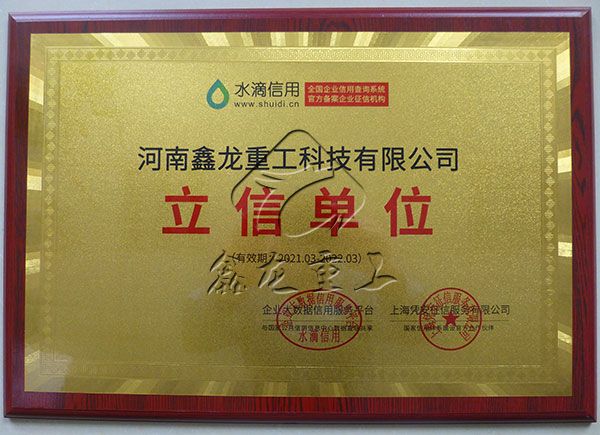 水滴信用
www.shuidi.cn
全国企业信用查询系统
官方备案企业征信机构
河南鑫龙重工科技有限公司
立信单位
（有效期：2021.03-2022.03）
鑫龙重工
企业大数据信用服务平台
上海凭安征信服务有限公司
水滴信用